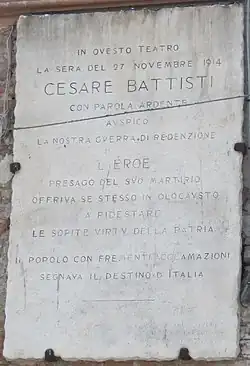 IN QVESTO TEATRO
LA SERA DEL 27 NOVEMBRE 1914
CESARE BATTISTI
CON PAROLA ARDENTE
AVSPICÒ
LA NOSTRA GVERRA DI REDENZIONE
L'EROE
PRESAGO DEL SVO MARTIRIO
OFFRIVA SE STESSO IN OLOCAVSTO
A RIDESTARE
LE SOPITE VIRTV DELLA PATRIA
IL POPOLO CON FREMENTI ACCLAMAZIONI
SEGNAVA IL DESTINO D'ITALIA